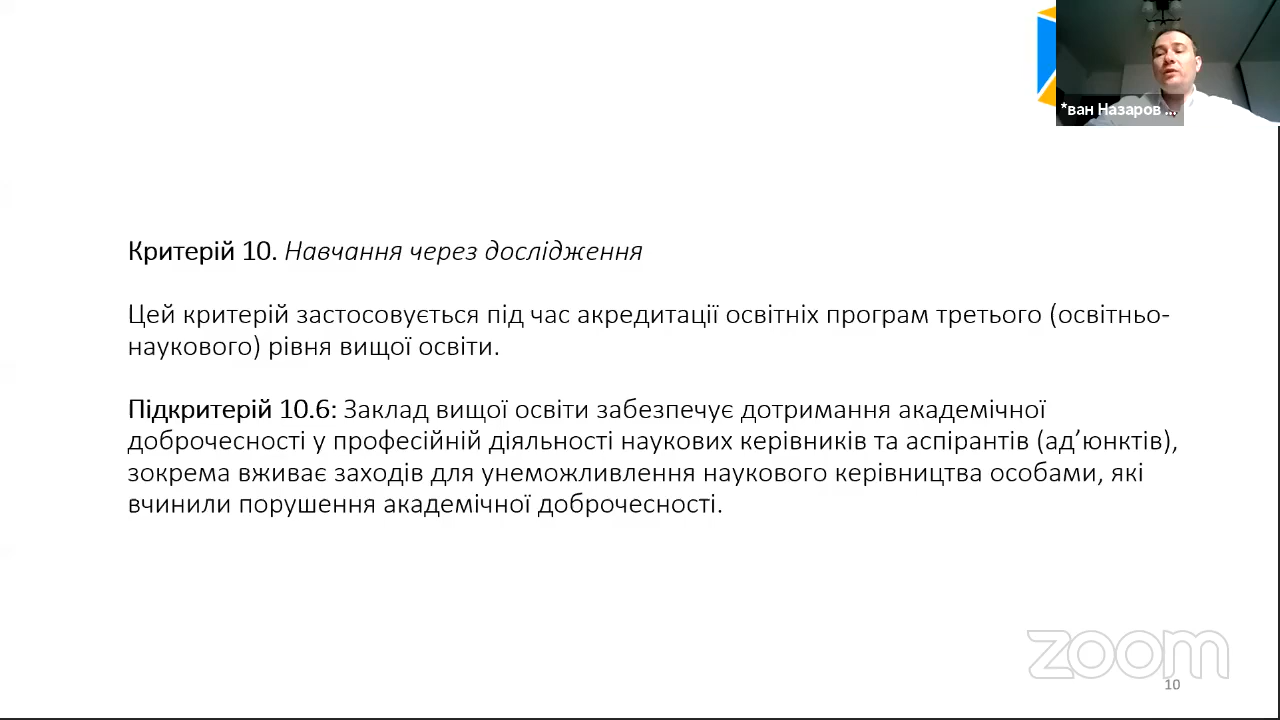 *ван Назаров ...
Критерій 10. Навчання через дослідження
Цей критерій застосовується під час акредитації освітніх програм третього (освітньо-
наукового) рівня вищої освіти.
Підкритерій 10.6: Заклад вищої освіти забезпечує дотримання академічної
доброчесності у професійній діяльності наукових керівників та аспірантів (ад’юнктів),
зокрема вживає заходів для унеможливлення наукового керівництва особами, які
вчинили порушення академічної доброчесності.
zoom
10